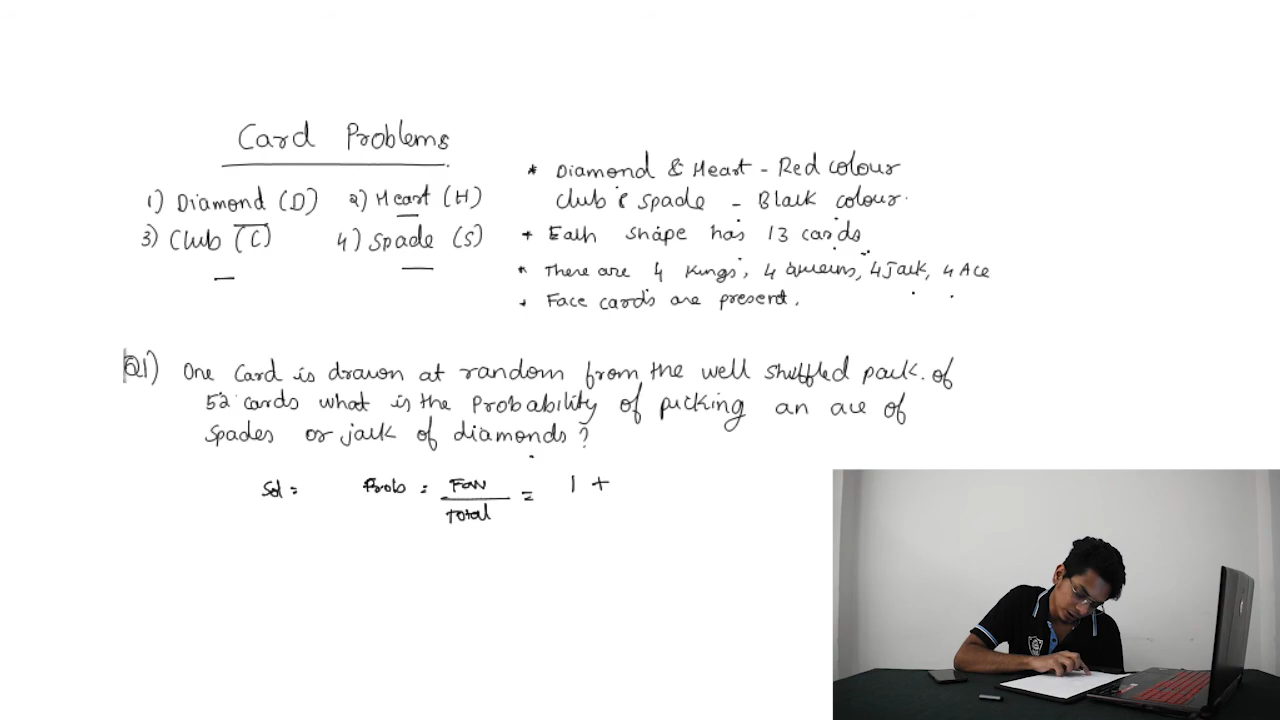 Card Problems
1) Diamond (D) 2) Heart (H)
3) Club (C) 4) Spade (S)
* Diamond & Heart - Red colour
Club & Spade - Black colour.
* Each shape has 13 cards
* There are 4 Kings, 4 Queens, 4 Jack, 4 Ace
* Face cards are present.
Q1) One Card is drawn at random from the well shuffled pack of
52 cards what is the Probability of picking an ace of
Spades or jack of diamonds?
Sol = Prob = Fav / Total = 1 +